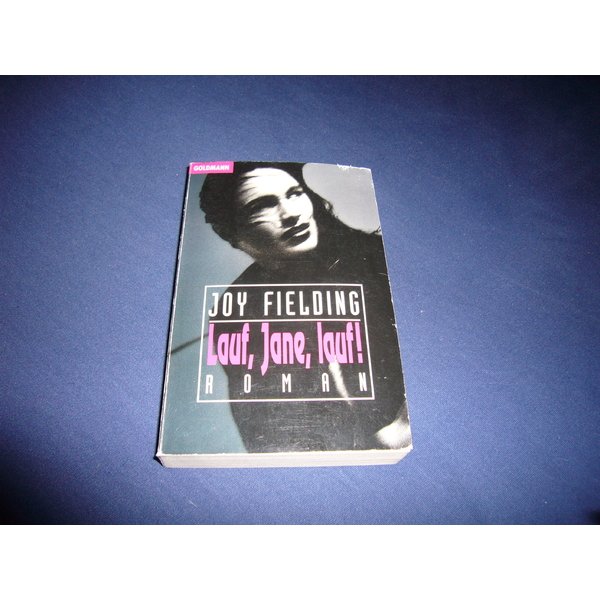 GOLDMANN
JOY FIELDING
Lauf, Jane, lauf!
ROMAN